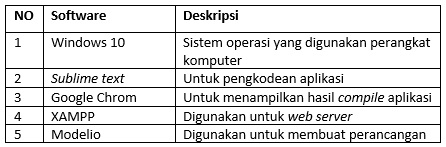 NO Software Deskripsi
1 Windows 10 Sistem operasi yang digunakan perangkat
komputer
2 Sublime text Untuk pengkodean aplikasi
3 Google Chrom Untuk menampilkan hasil compile aplikasi
4 XAMPP Digunakan untuk web server
5 Modelio Digunakan untuk membuat perancangan